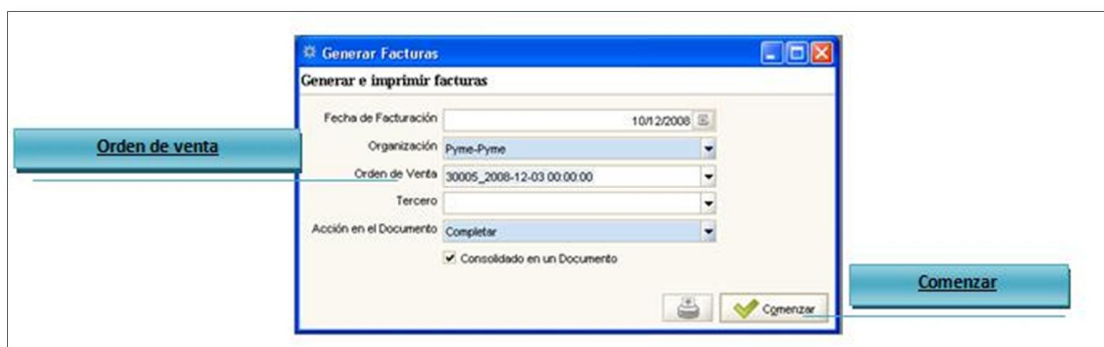 Generar Facturas
Generar e imprimir facturas
Fecha de Facturación 10/12/2008
Orden de venta
Organización Pyme-Pyme
Orden de Venta 30005_2008-12-03 00:00:00
Tercero
Acción en el Documento Completar
Consolidado en un Documento
Comenzar
Comenzar